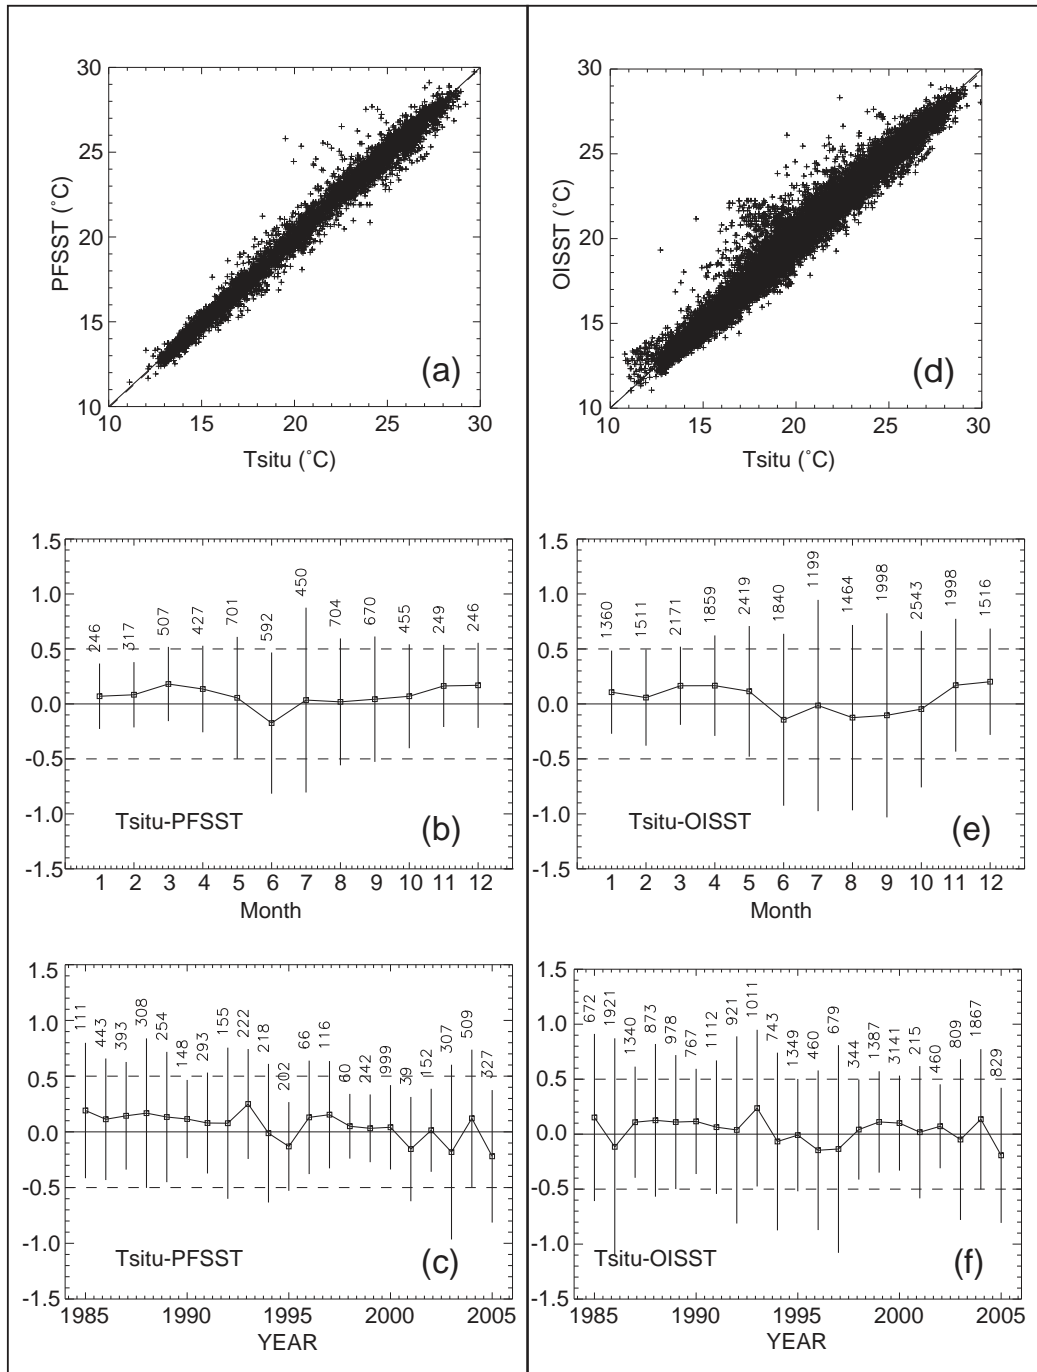 30
25
20
15
10
PFSST (˚C)
(a)
10 15 20 25 30
Tsitu (˚C)
1.5
1.0
0.5
0.0
-0.5
-1.0
-1.5
246 317 507 427 701 592 450 704 670 455 249 246
Tsitu-PFSST
(b)
1 2 3 4 5 6 7 8 9 10 11 12
Month
1.5
1.0
0.5
0.0
-0.5
-1.0
-1.5
111 443 393 308 254 148 293 155 222 218 202 66 116 60 242 1999 39 152 307 509 327
Tsitu-PFSST
(c)
1985 1990 1995 2000 2005
YEAR
30
25
20
15
10
OISST (˚C)
(d)
10 15 20 25 30
Tsitu (˚C)
1.5
1.0
0.5
0.0
-0.5
-1.0
-1.5
1360 1511 2171 1859 2419 1840 1199 1464 1998 2543 1998 1516
Tsitu-OISST
(e)
1 2 3 4 5 6 7 8 9 10 11 12
Month
1.5
1.0
0.5
0.0
-0.5
-1.0
-1.5
672 1921 1340 873 978 767 1112 921 1011 743 1349 460 679 344 1387 3141 215 460 809 1867 829
Tsitu-OISST
(f)
1985 1990 1995 2000 2005
YEAR